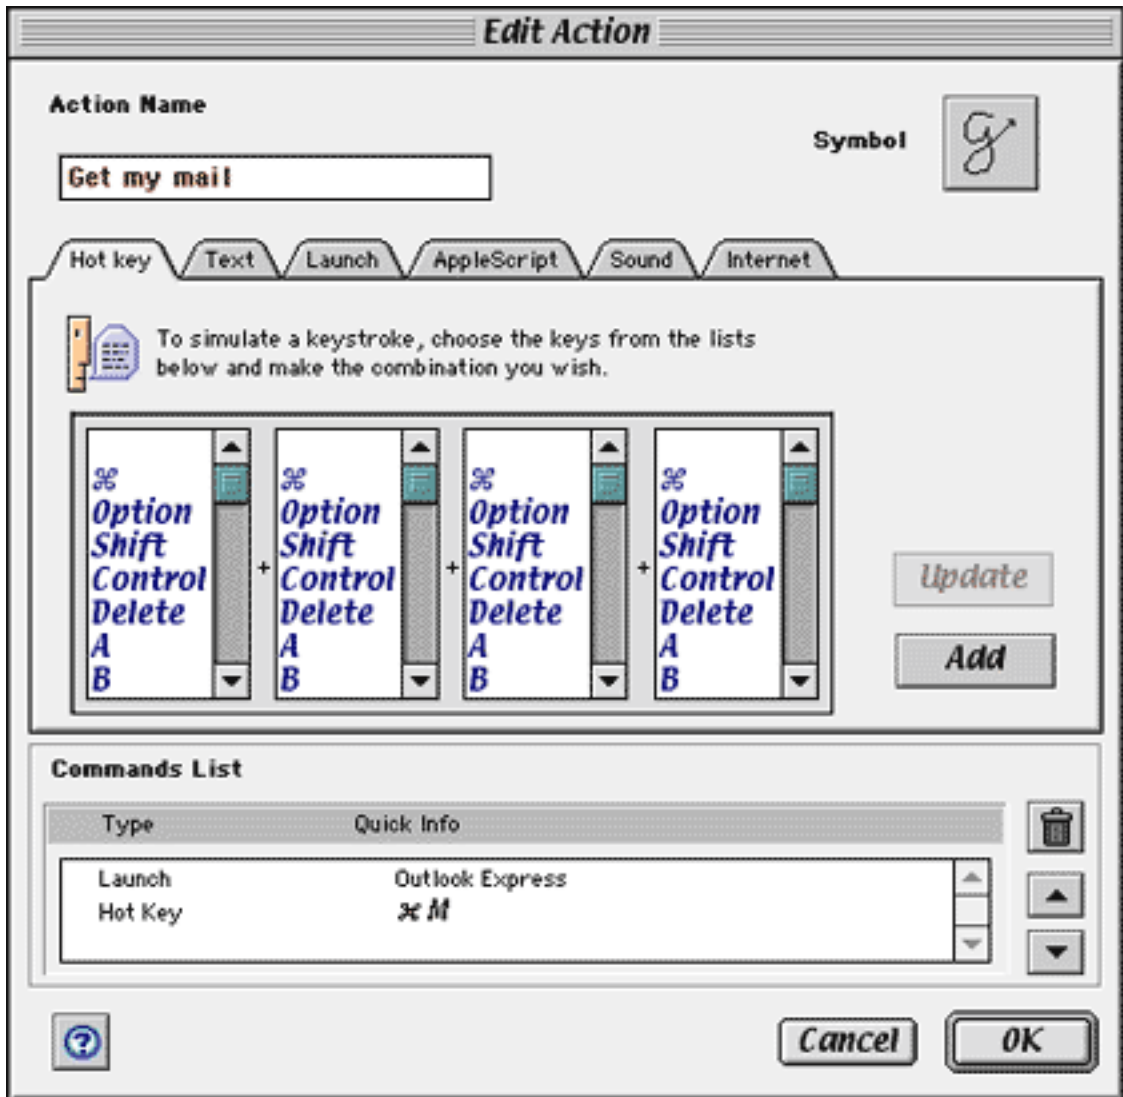 Edit Action
Action Name
Symbol
Get my mail
Hot key Text Launch AppleScript Sound Internet
To simulate a keystroke, choose the keys from the lists
below and make the combination you wish.
⌘ ⌘ ⌘ ⌘
Option Option Option Option
Shift Shift Shift Shift
Control + Control + Control + Control
Delete Delete Delete Delete
A A A A
B B B B
Update
Add
Commands List
Type Quick Info
Launch Outlook Express
Hot Key ⌘ M
?
Cancel OK